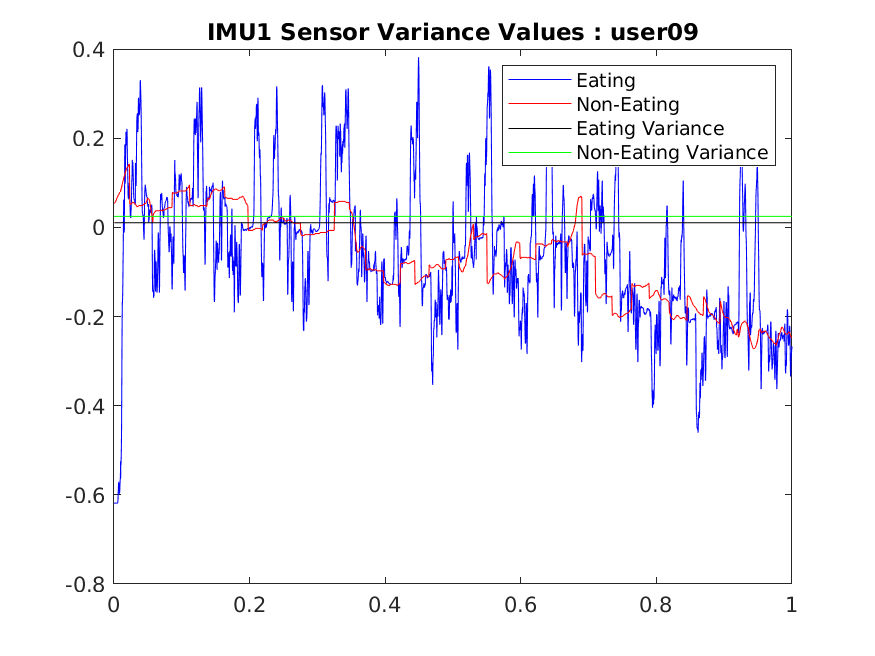 IMU1 Sensor Variance Values : user09
0.4
0.2
0
-0.2
-0.4
-0.6
-0.8
Eating
Non-Eating
Eating Variance
Non-Eating Variance
0 0.2 0.4 0.6 0.8 1